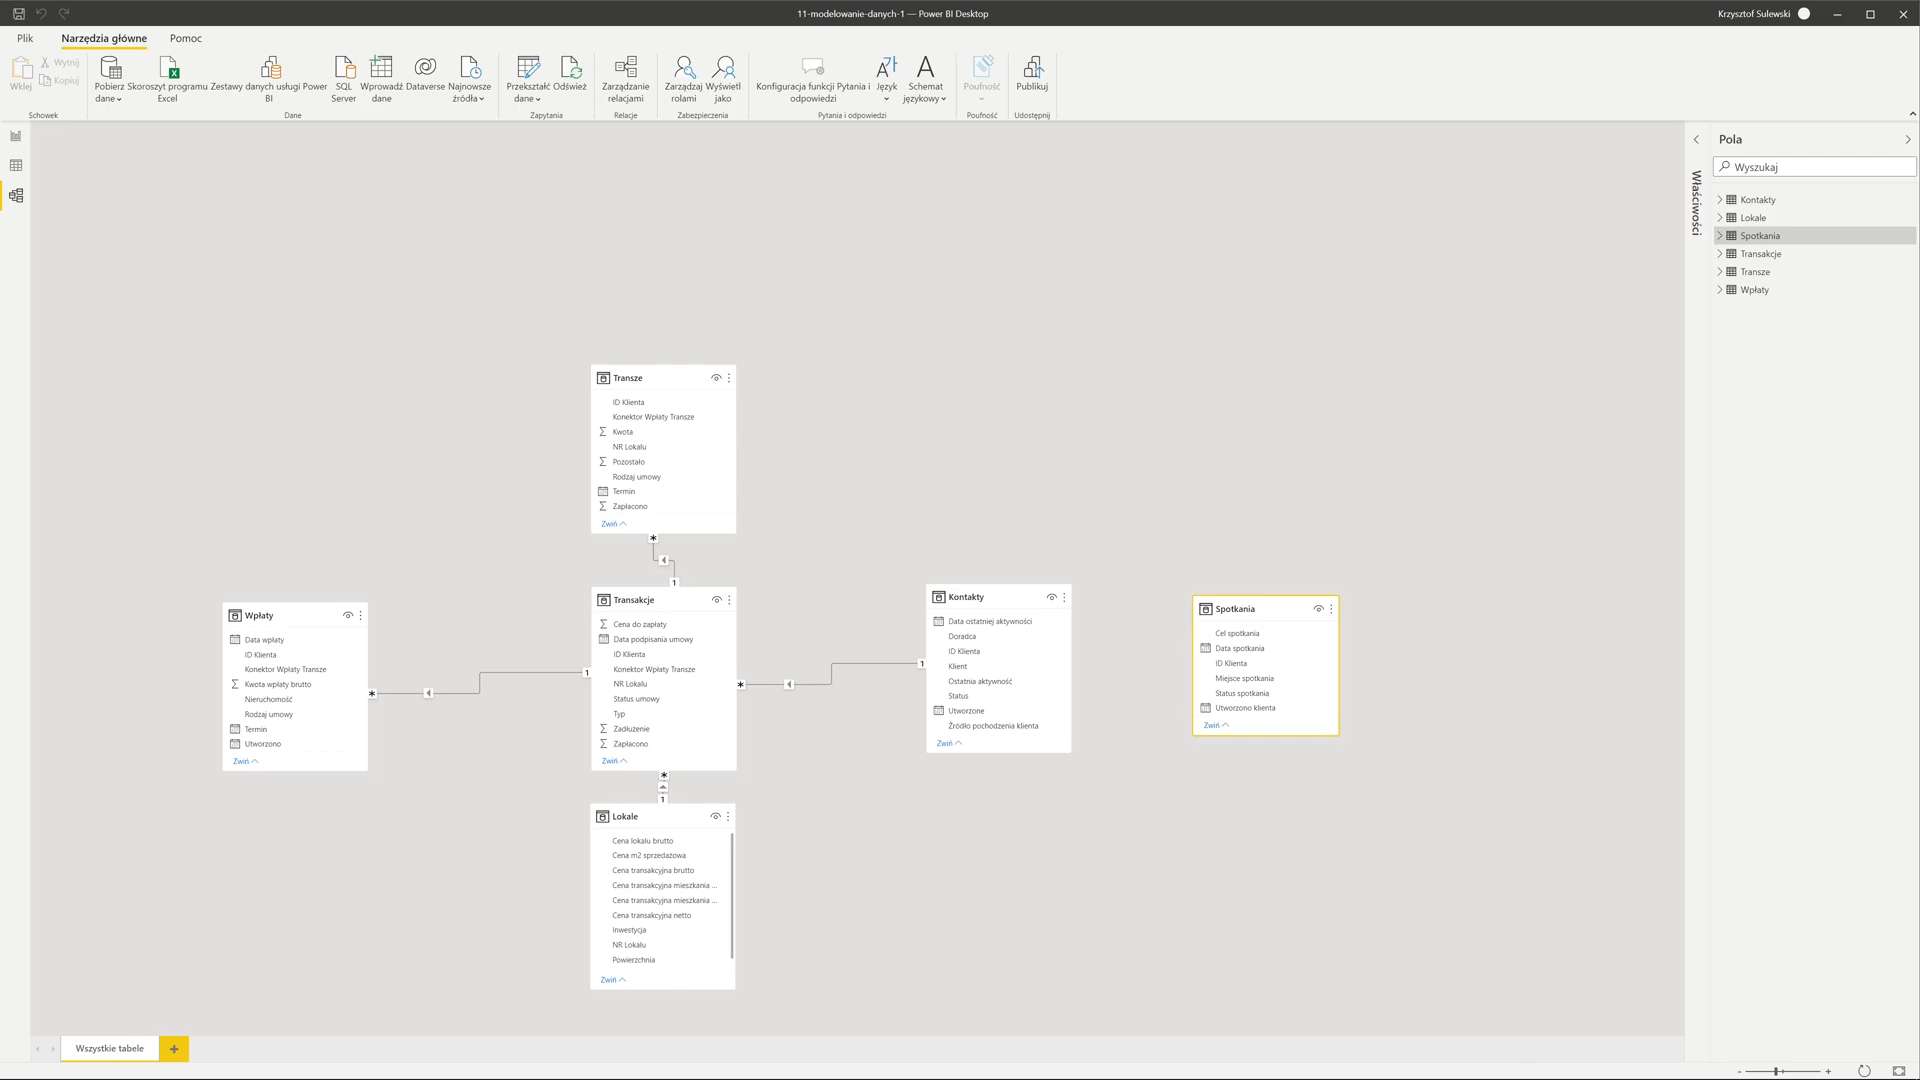 11-modelowanie-danych-1 — Power BI Desktop
Krzysztof Sulewski
Plik
Narzędzia główne
Pomoc
Wklej
Wytnij
Kopiuj
Schowek
Pobierz dane
Skoroszyt programu Excel
Zestawy danych usługi Power BI
SQL Server
Wprowadź dane
Dataverse
Najnowsze źródła
Dane
Przekształć dane
Odśwież
Zapytania
Zarządzanie relacjami
Relacje
Zarządzaj rolami
Wyświetl jako
Zabezpieczenia
Konfiguracja funkcji Pytania i odpowiedzi
Język
Schemat językowy
Pytania i odpowiedzi
Poufność
Poufność
Publikuj
Udostępnij
Właściwości
Pola
Wyszukaj
Kontakty
Lokale
Spotkania
Transakcje
Transze
Wpłaty
Transze
ID Klienta
Konektor Wpłaty Transze
Kwota
NR Lokalu
Pozostało
Rodzaj umowy
Termin
Zapłacono
Zwiń
*
1
Wpłaty
Data wpłaty
ID Klienta
Konektor Wpłaty Transze
Kwota wpłaty brutto
Nieruchomość
Rodzaj umowy
Termin
Utworzono
Zwiń
*
1
Transakcje
Cena do zapłaty
Data podpisania umowy
ID Klienta
Konektor Wpłaty Transze
NR Lokalu
Status umowy
Typ
Zadłużenie
Zapłacono
Zwiń
*
1
Kontakty
Data ostatniej aktywności
Doradca
ID Klienta
Klient
Ostatnia aktywność
Status
Utworzone
Źródło pochodzenia klienta
Zwiń
Spotkania
Cel spotkania
Data spotkania
ID Klienta
Miejsce spotkania
Status spotkania
Utworzono klienta
Zwiń
*
1
Lokale
Cena lokalu brutto
Cena m2 sprzedażowa
Cena transakcyjna brutto
Cena transakcyjna mieszkania ...
Cena transakcyjna mieszkania ...
Cena transakcyjna netto
Inwestycja
NR Lokalu
Powierzchnia
Zwiń
Wszystkie tabele
+
- +